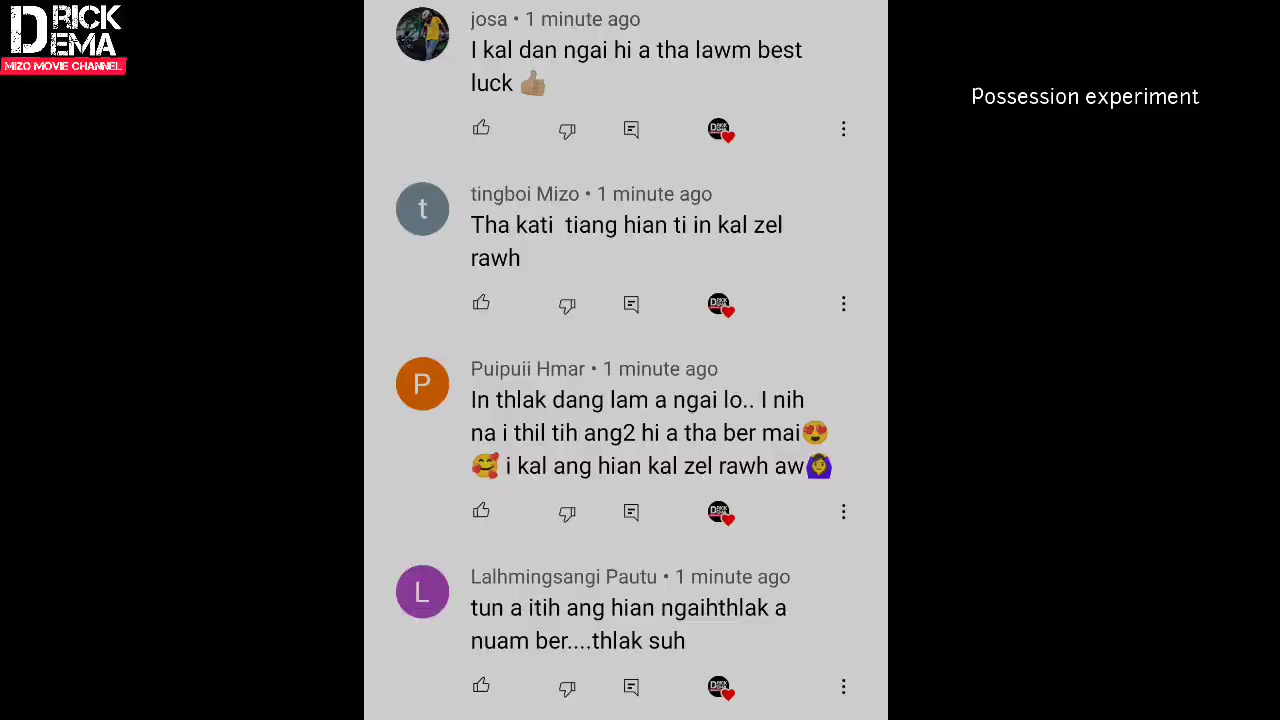 DRICK
DEMA
MIZO MOVIE CHANNEL
Possession experiment
josa • 1 minute ago
I kal dan ngai hi a tha lawm best
luck 👍🏼
tingboi Mizo • 1 minute ago
t
Tha kati  tiang hian ti in kal zel
rawh
Puipuii Hmar • 1 minute ago
P
In thlak dang lam a ngai lo.. I nih
na i thil tih ang2 hi a tha ber mai😍
🥰 i kal ang hian kal zel rawh aw🙆‍♀️
Lalhmingsangi Pautu • 1 minute ago
L
tun a itih ang hian ngaihthlak a
nuam ber....thlak suh